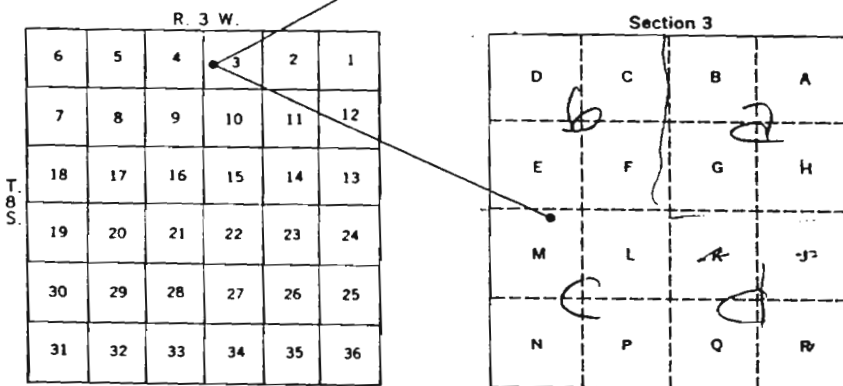 R. 3 W.
6 5 4 3 2 1
7 8 9 10 11 12
18 17 16 15 14 13
19 20 21 22 23 24
30 29 28 27 26 25
31 32 33 34 35 36
T.
8
S.
Section 3
D C B A
b a
E F G H
M L K J
c d
N P Q R